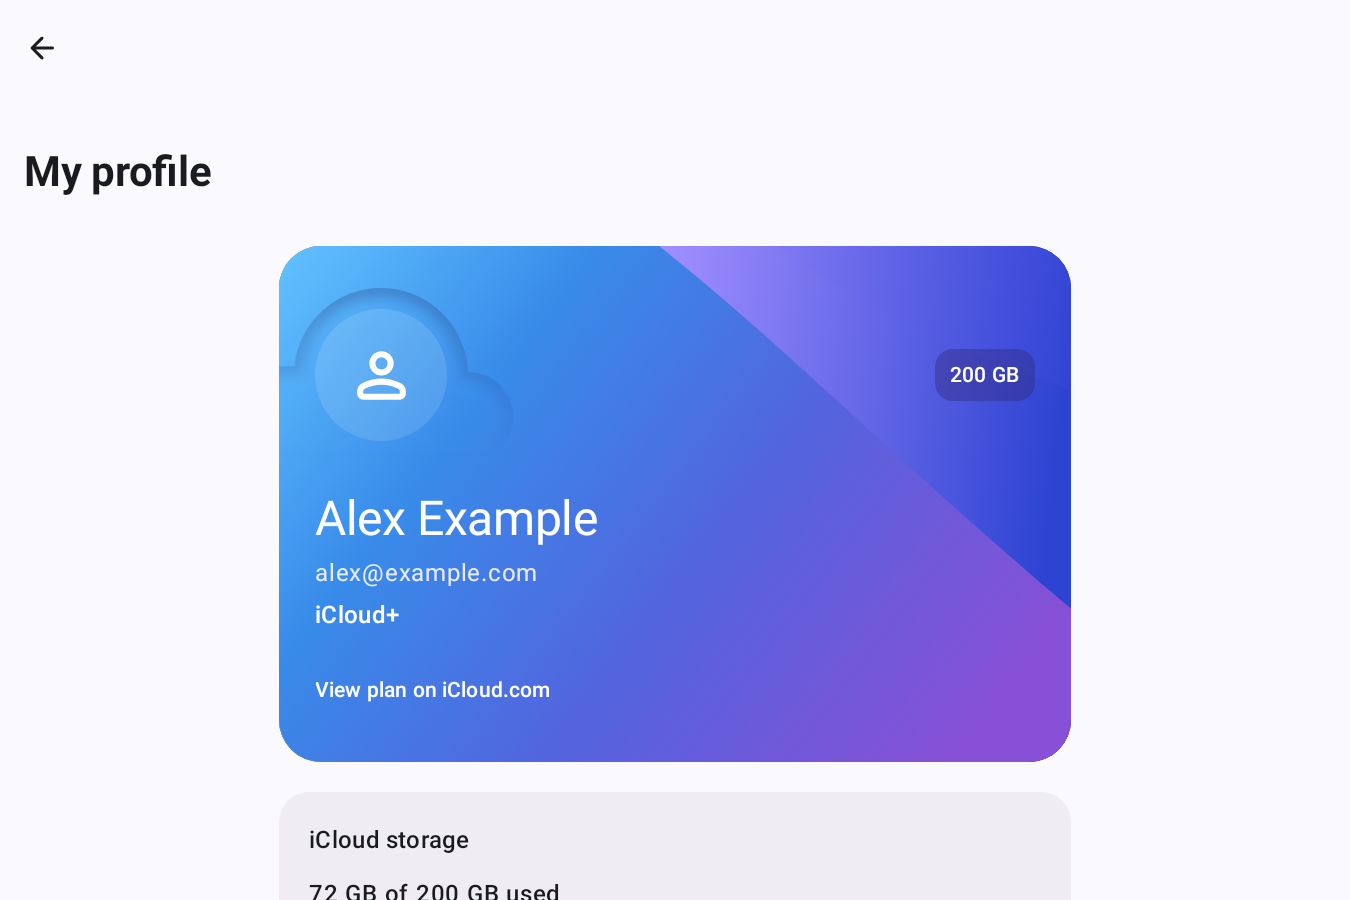 My profile
200 GB
Alex Example
alex@example.com
iCloud+
View plan on iCloud.com
iCloud storage
72 GB of 200 GB used